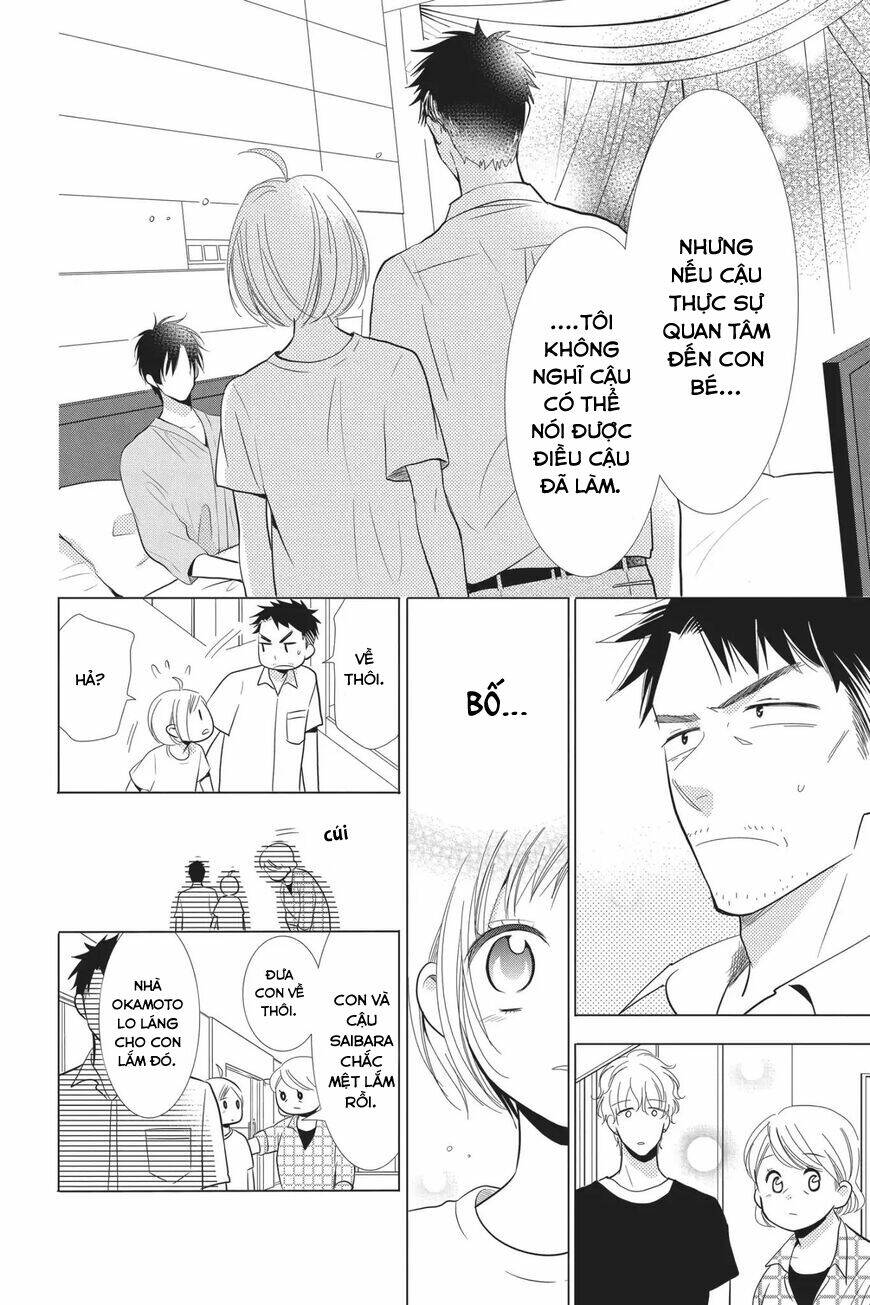 NHƯNG
NẾU CẬU
THỰC SỰ
QUAN TÂM
ĐẾN CON
BÉ...
....TÔI
KHÔNG
NGHĨ CẬU
CÓ THỂ
NÓI ĐƯỢC
ĐIỀU CẬU
ĐÃ LÀM.
BỐ...
VỀ
THÔI.
HẢ?
CÚI
CON VÀ
CẬU
SAIBARA
CHẮC
MỆT LẮM
RỒI.
ĐƯA
CON VỀ
THÔI.
NHÀ
OKAMOTO
LO LÁNG
CHO CON
LẮM ĐÓ.